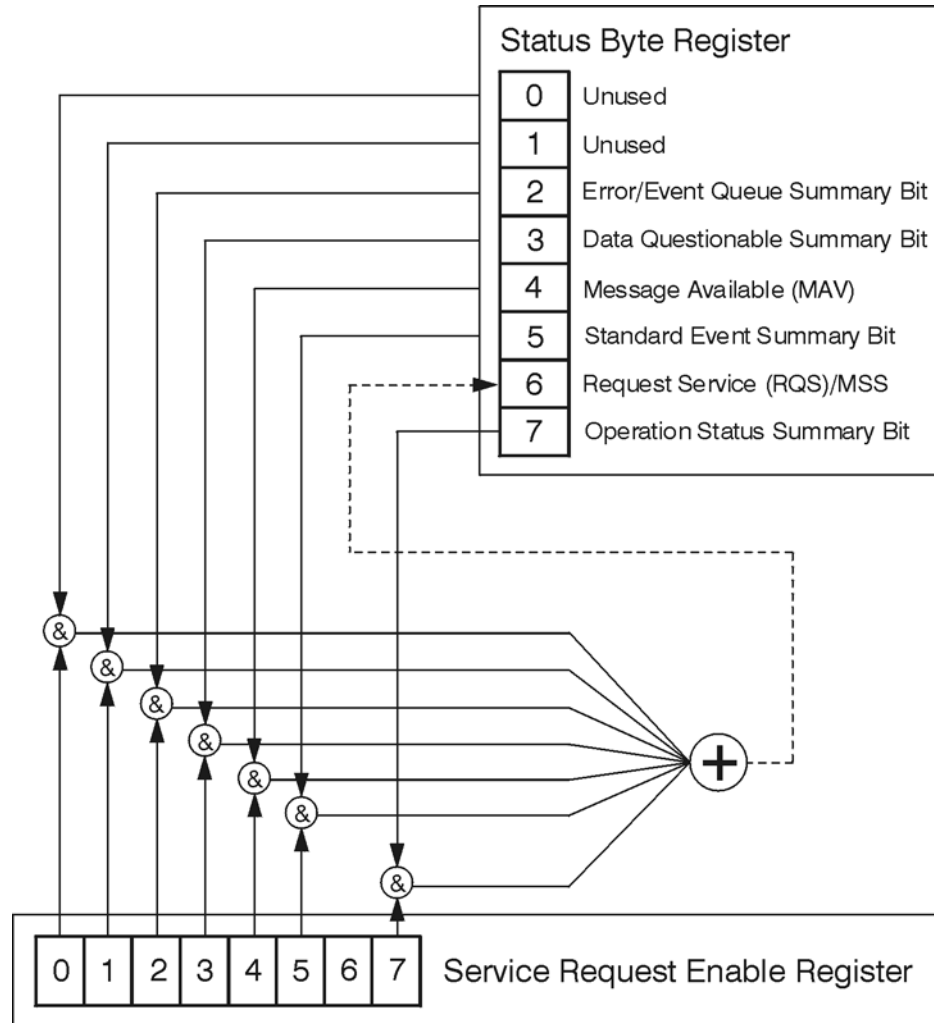 Status Byte Register
0 Unused
1 Unused
2 Error/Event Queue Summary Bit
3 Data Questionable Summary Bit
4 Message Available (MAV)
5 Standard Event Summary Bit
6 Request Service (RQS)/MSS
7 Operation Status Summary Bit
&
&
&
&
&
&
+
&
0 1 2 3 4 5 6 7 Service Request Enable Register